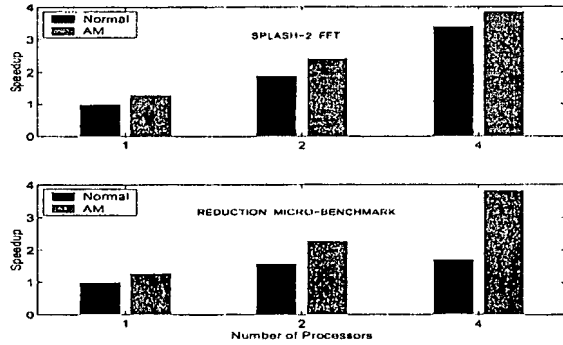 4
Normal
AM
SPLASH-2 FFT
3
2
1
0
Speedup
1
2
4
4
Normal
AM
REDUCTION MICRO-BENCHMARK
3
2
1
0
Speedup
1
2
4
Number of Processors